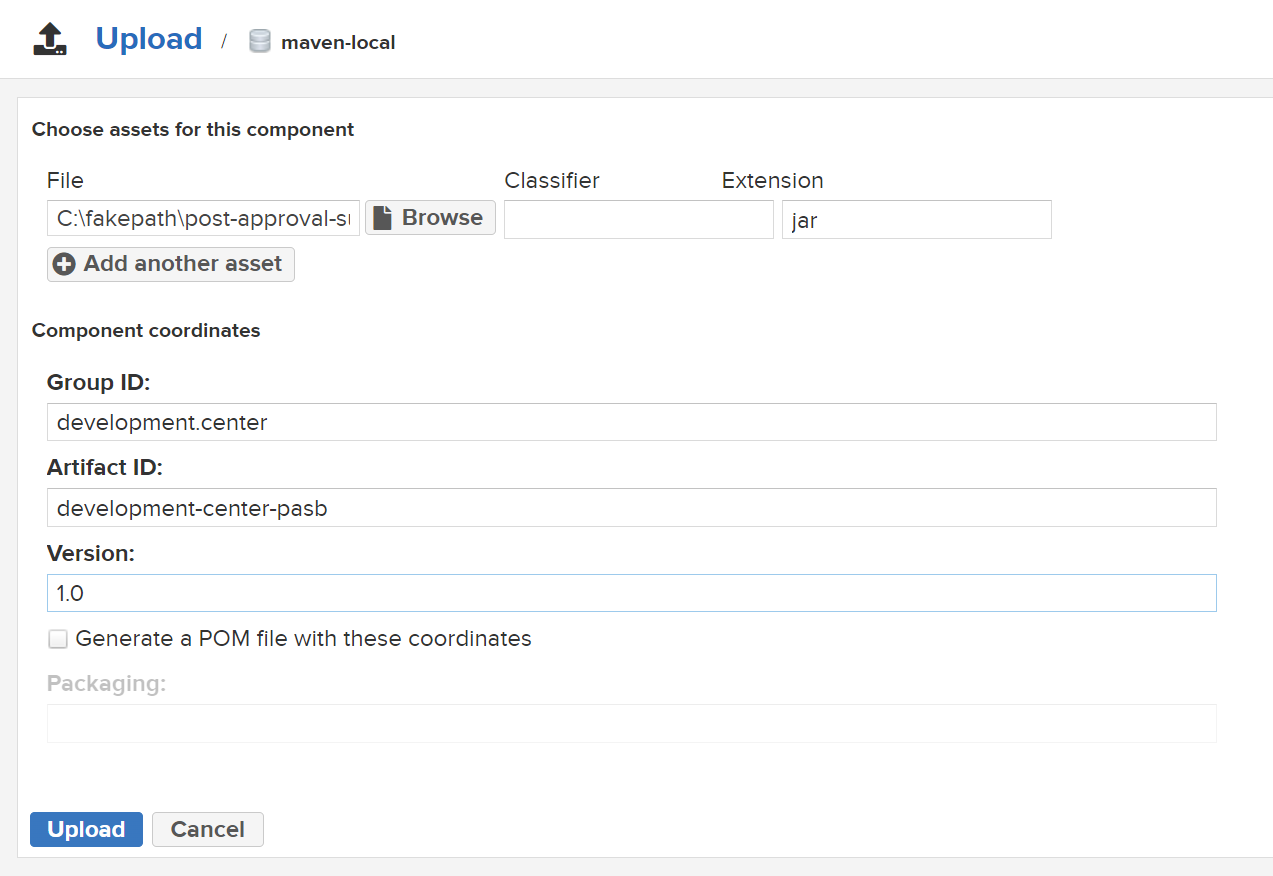 Upload / maven-local
Choose assets for this component
File Classifier Extension
C:\fakepath\post-approval-su Browse jar
Add another asset
Component coordinates
Group ID:
development.center
Artifact ID:
development-center-pasb
Version:
1.0
Generate a POM file with these coordinates
Packaging:
Upload Cancel